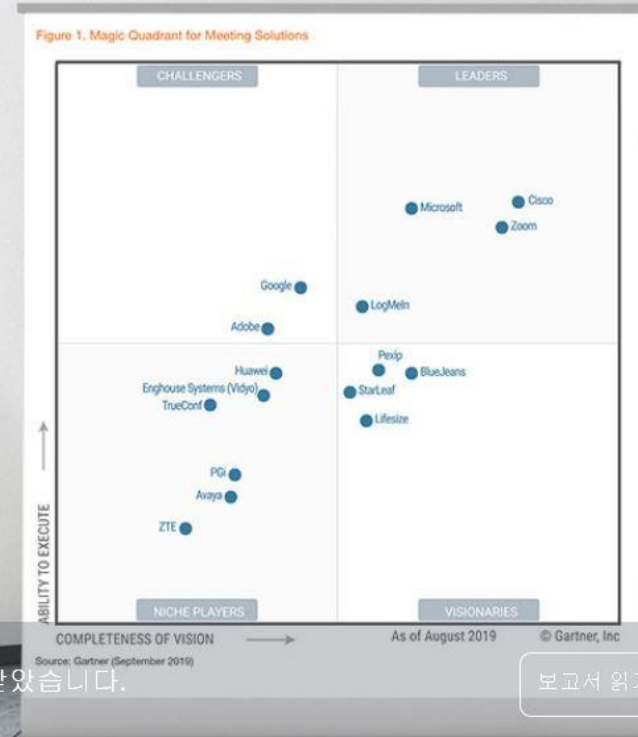 Figure 1. Magic Quadrant for Meeting Solutions
CHALLENGERS
LEADERS
Microsoft
Cisco
Zoom
Google
LogMeIn
Adobe
Pexip
Huawei
BlueJeans
Enghouse Systems (Vidyo)
StarLeaf
TrueConf
Lifesize
PGi
Avaya
ZTE
ABILITY TO EXECUTE
NICHE PLAYERS
VISIONARIES
COMPLETENESS OF VISION
As of August 2019
© Gartner, Inc
Source: Gartner (September 2019)
받았습니다.
보고서 읽기